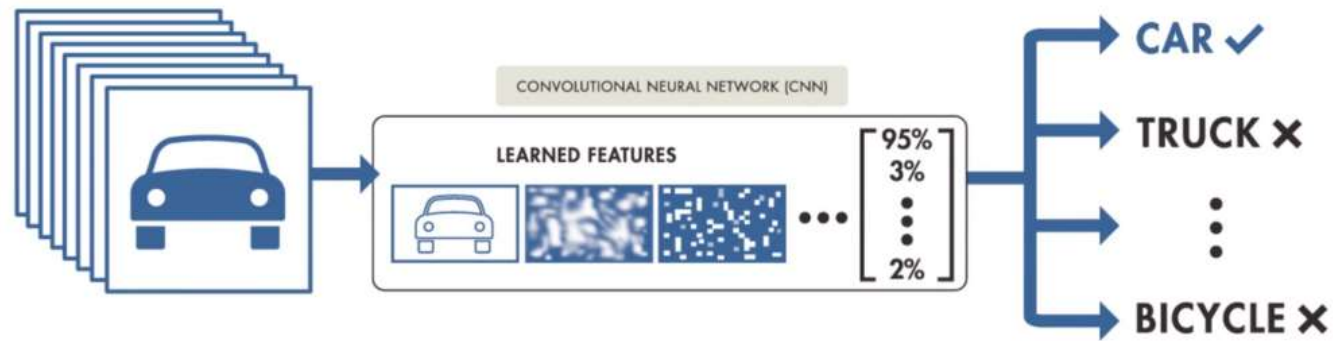 CONVOLUTIONAL NEURAL NETWORK (CNN)
LEARNED FEATURES
95%
3%
2%
CAR ✓
TRUCK ✕
BICYCLE ✕